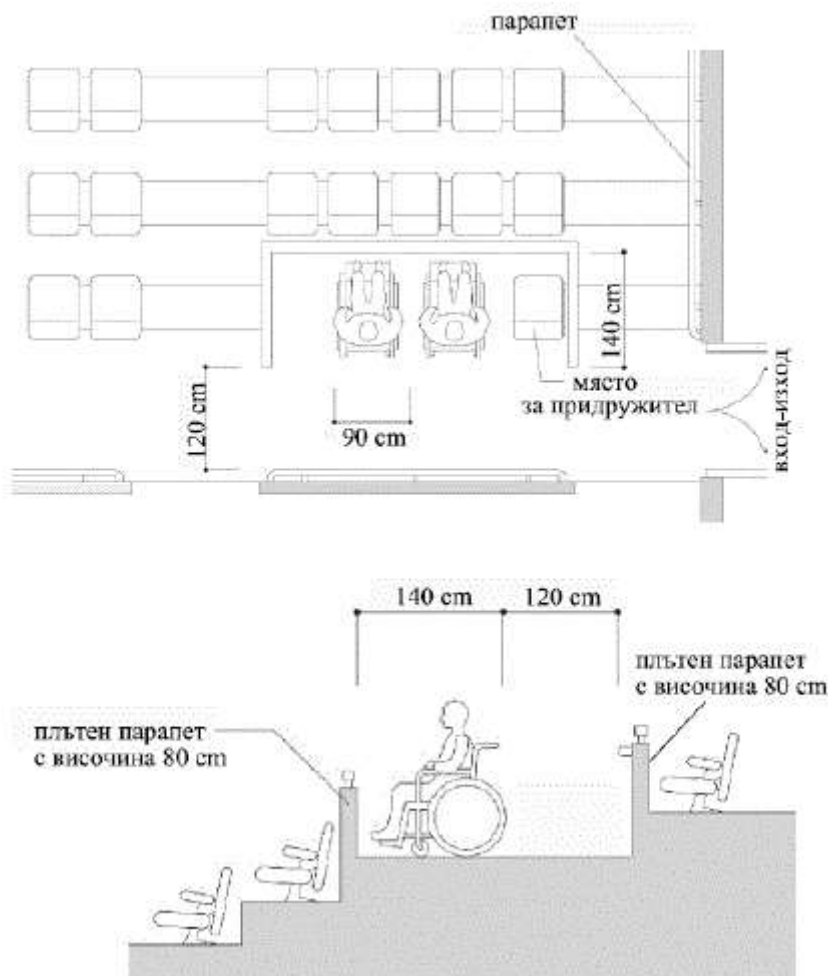 парапет
140 cm
място
за придружител
вход-изход
120 cm
90 cm
140 cm
120 cm
плътен парапет
с височина 80 cm
плътен парапет
с височина 80 cm